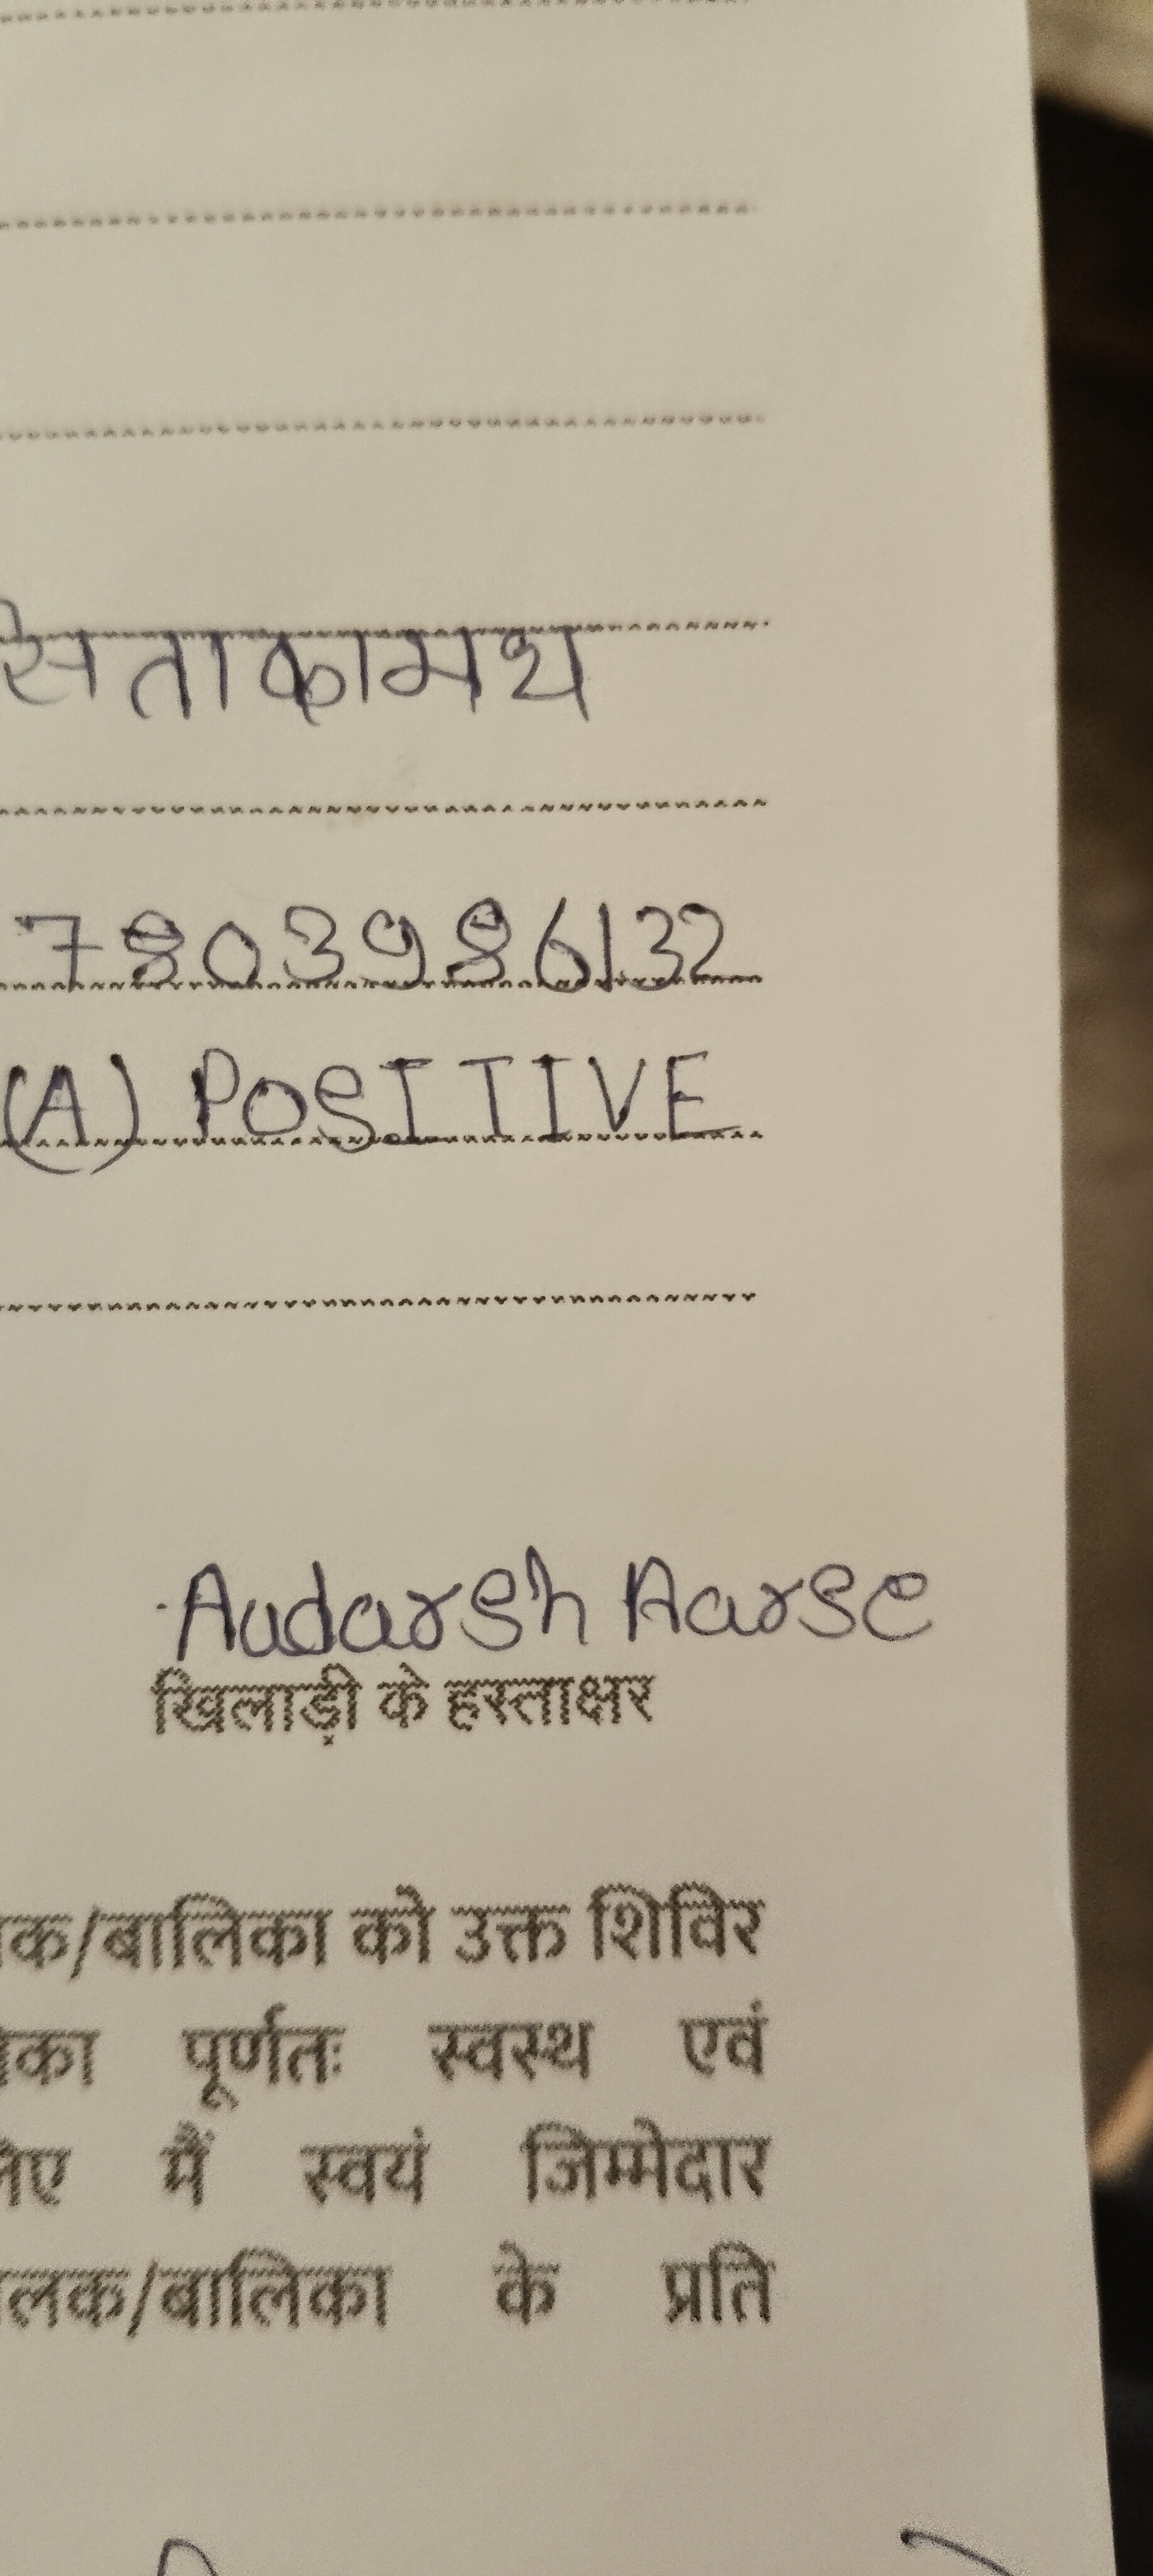 सताकामथ
7803986132
(A) POSITIVE
Audarsh Aarse
खिलाड़ी के हस्ताक्षर
क/बालिका को उक्त शिविर
का पूर्णतः स्वस्थ एवं
लिए मैं स्वयं जिम्मेदार
लक/बालिका के प्रति